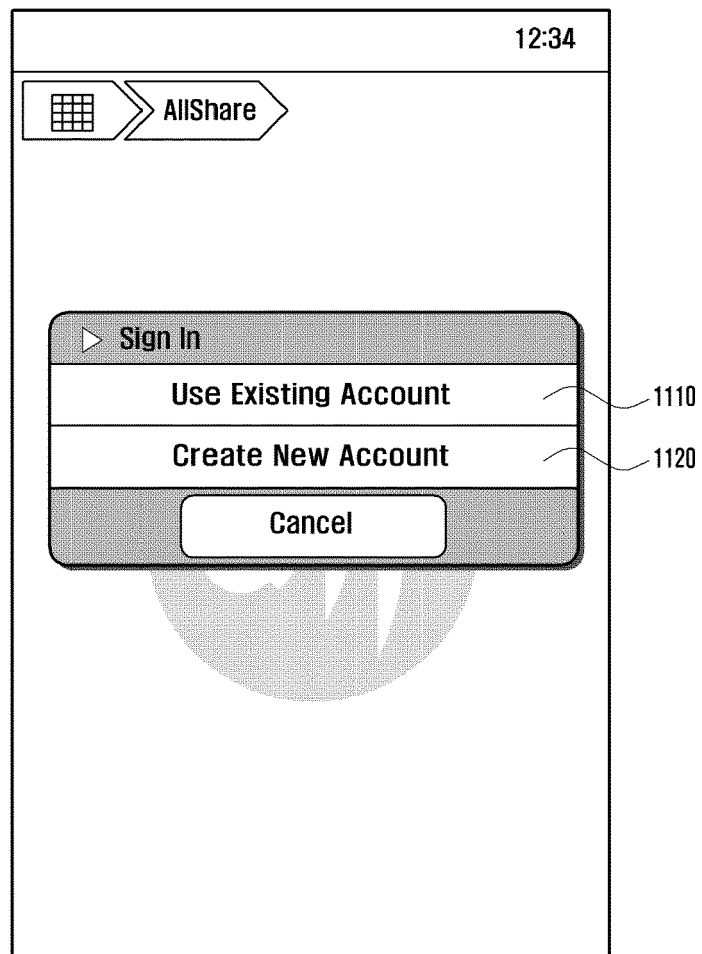 12:34
AllShare
Sign In
Use Existing Account
1110
Create New Account
1120
Cancel